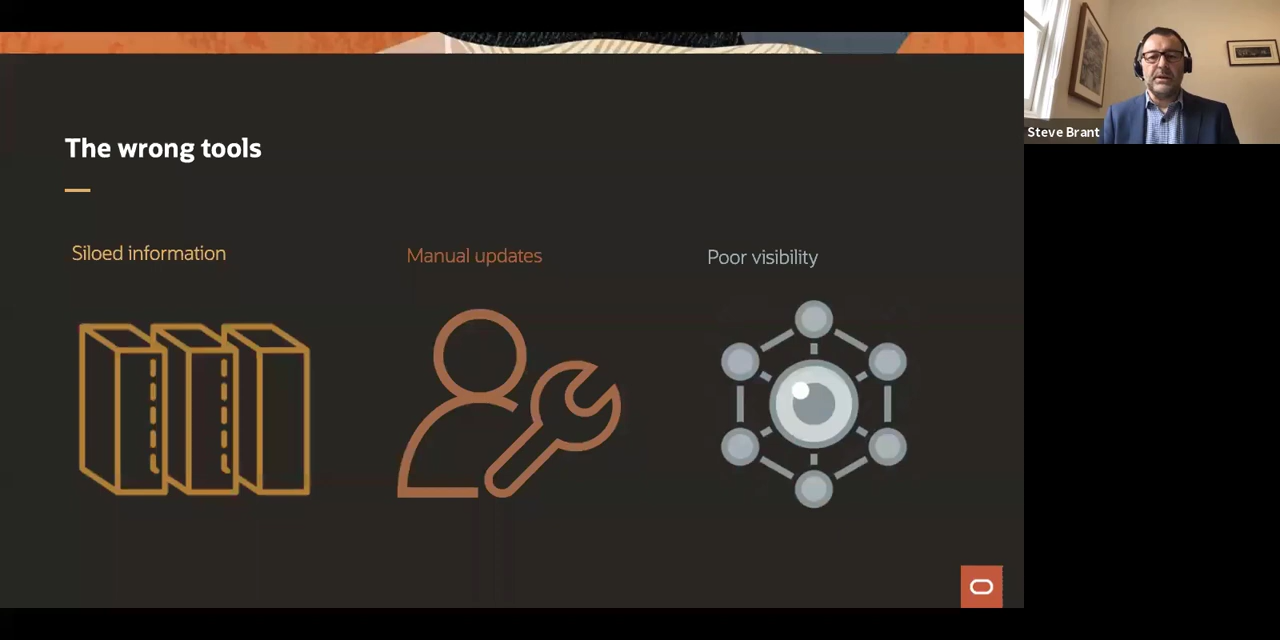 The wrong tools
Siloed information
Manual updates
Poor visibility
Steve Brant